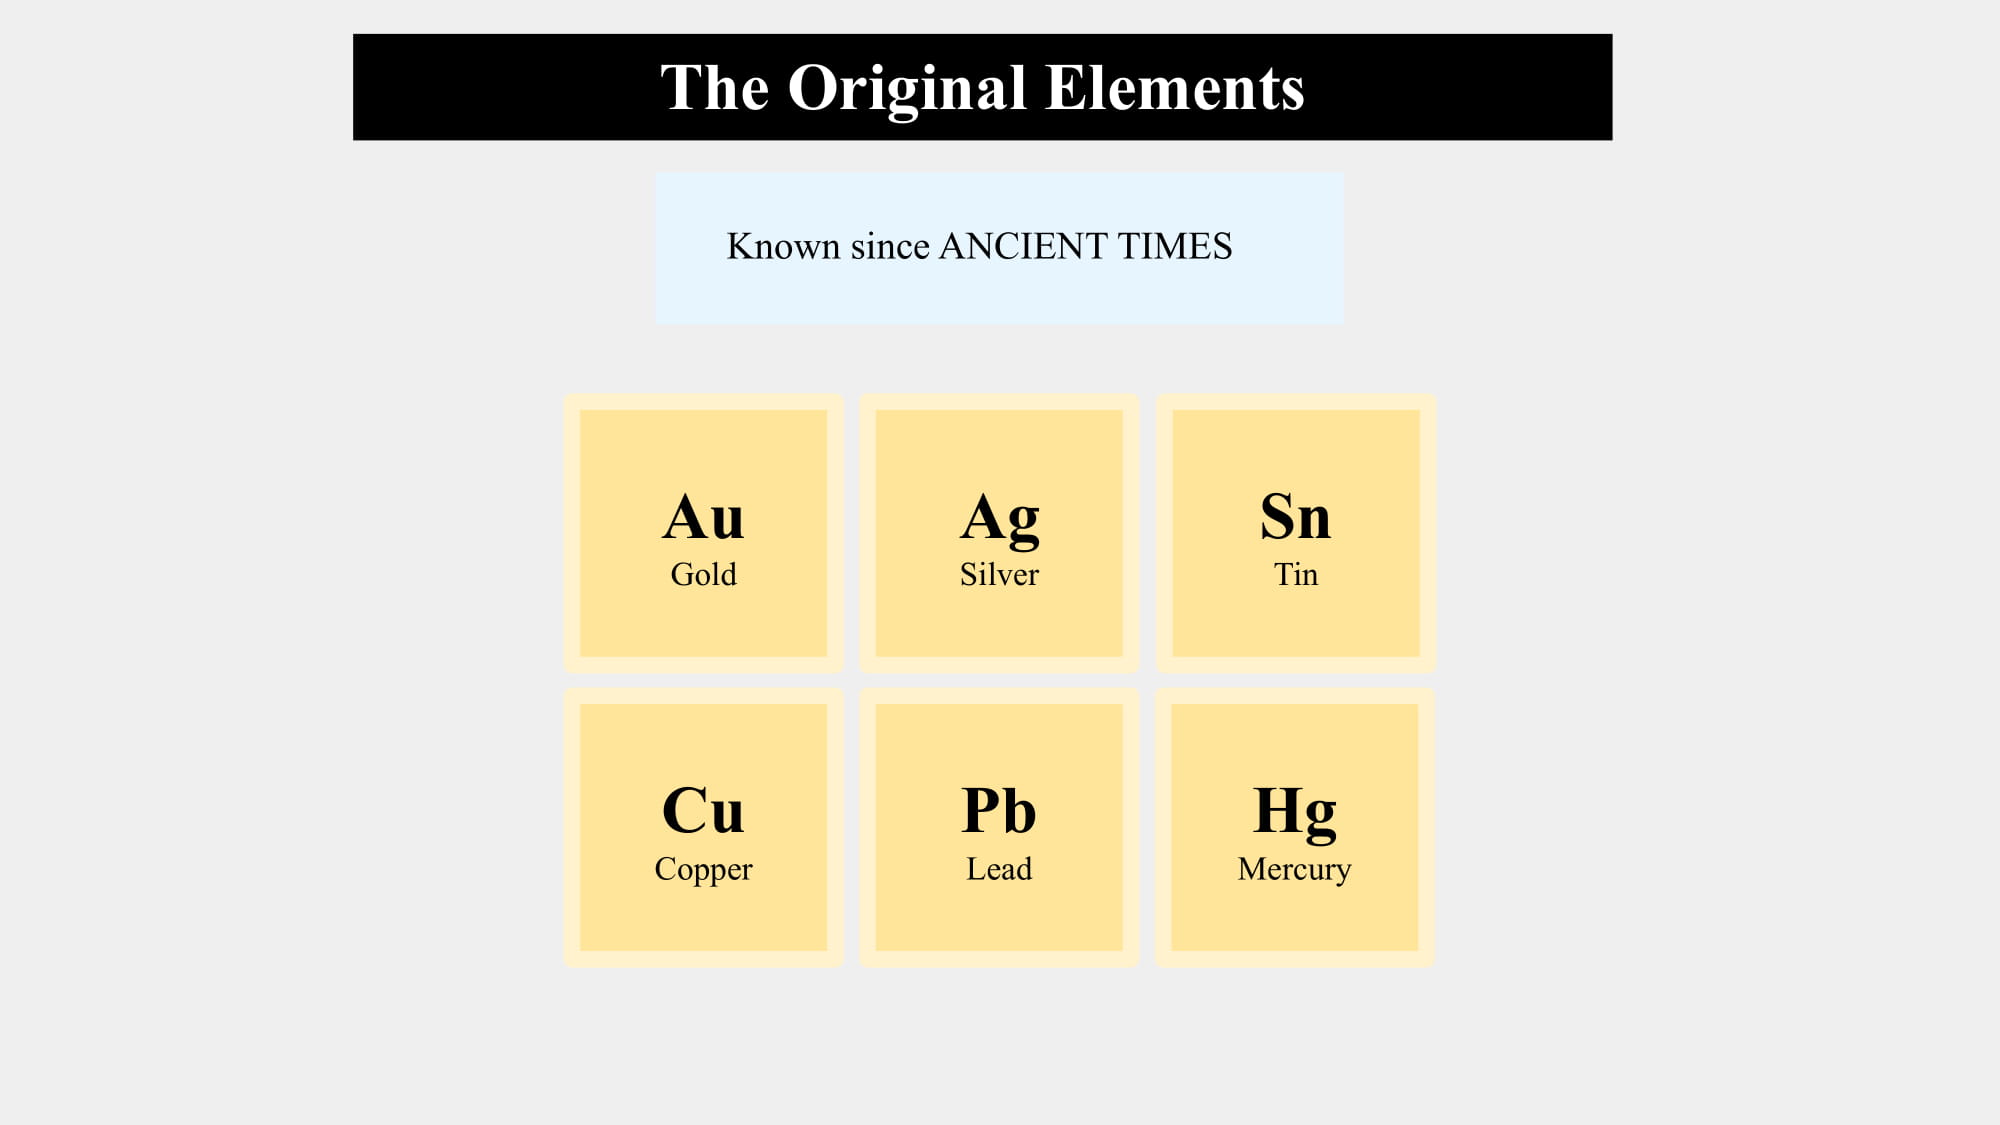 The Original Elements
Known since ANCIENT TIMES
Au
Gold
Ag
Silver
Sn
Tin
Cu
Copper
Pb
Lead
Hg
Mercury